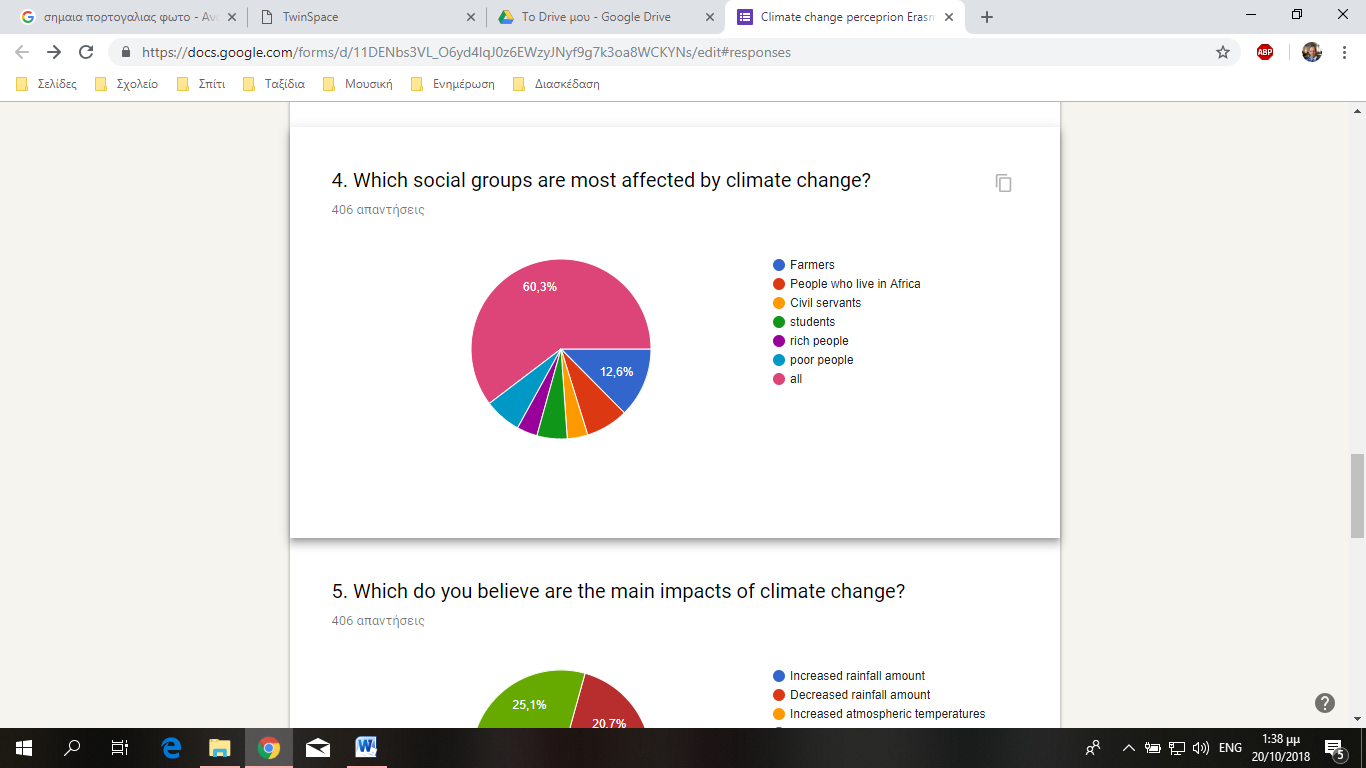 σημαια πορτογαλιας φωτο - Αν
TwinSpace
Το Drive μου - Google Drive
Climate change perceprion Erasm
https://docs.google.com/forms/d/11DENbs3VL_O6yd4lqJ0z6EWzyJNyf9g7k3oa8WCKYNs/edit#responses
ABP
Σελίδες
Σχολείο
Σπίτι
Ταξίδια
Μουσική
Ενημέρωση
Διασκέδαση
4. Which social groups are most affected by climate change?
406 απαντήσεις
60,3%
12,6%
Farmers
People who live in Africa
Civil servants
students
rich people
poor people
all
5. Which do you believe are the main impacts of climate change?
406 απαντήσεις
25,1%
20,7%
Increased rainfall amount
Decreased rainfall amount
Increased atmospheric temperatures
ENG
1:38 μμ
20/10/2018
5